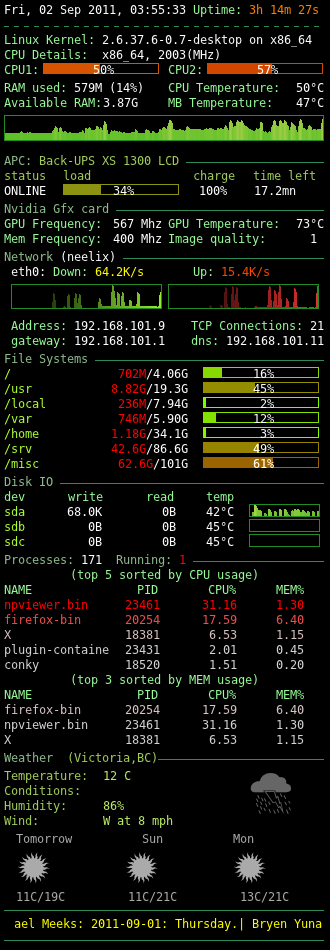 Fri, 02 Sep 2011, 03:55:33 Uptime: 3h 14m 27s
Linux Kernel: 2.6.37.6-0.7-desktop on x86_64
CPU Details: x86_64, 2003(MHz)
CPU1: 50% CPU2: 57%
RAM used: 579M (14%) CPU Temperature: 50°C
Available RAM:3.87G MB Temperature: 47°C
APC: Back-UPS XS 1300 LCD
status load charge time left
ONLINE 34% 100% 17.2mn
Nvidia Gfx card
GPU Frequency: 567 Mhz GPU Temperature: 73°C
Mem Frequency: 400 Mhz Image quality: 1
Network (neelix)
eth0: Down: 64.2K/s Up: 15.4K/s
Address: 192.168.101.9 TCP Connections: 21
gateway: 192.168.101.1 dns: 192.168.101.11
File Systems
/ 702M/4.06G 16%
/usr 8.82G/19.3G 45%
/local 236M/7.94G 2%
/var 746M/5.90G 12%
/home 1.18G/34.1G 3%
/srv 42.6G/86.6G 49%
/misc 62.6G/101G 61%
Disk IO
dev write read temp
sda 68.0K 0B 42°C
sdb 0B 0B 45°C
sdc 0B 0B 45°C
Processes: 171 Running: 1
(top 5 sorted by CPU usage)
NAME PID CPU% MEM%
npviewer.bin 23461 31.16 1.30
firefox-bin 20254 17.59 6.40
X 18381 6.53 1.15
plugin-containe 23431 2.01 0.45
conky 18520 1.51 0.20
(top 3 sorted by MEM usage)
NAME PID CPU% MEM%
firefox-bin 20254 17.59 6.40
npviewer.bin 23461 31.16 1.30
X 18381 6.53 1.15
Weather (Victoria,BC)
Temperature: 12 C
Conditions:
Humidity: 86%
Wind: W at 8 mph
Tomorrow Sun Mon
11C/19C 11C/21C 13C/21C
ael Meeks: 2011-09-01: Thursday.| Bryen Yuna